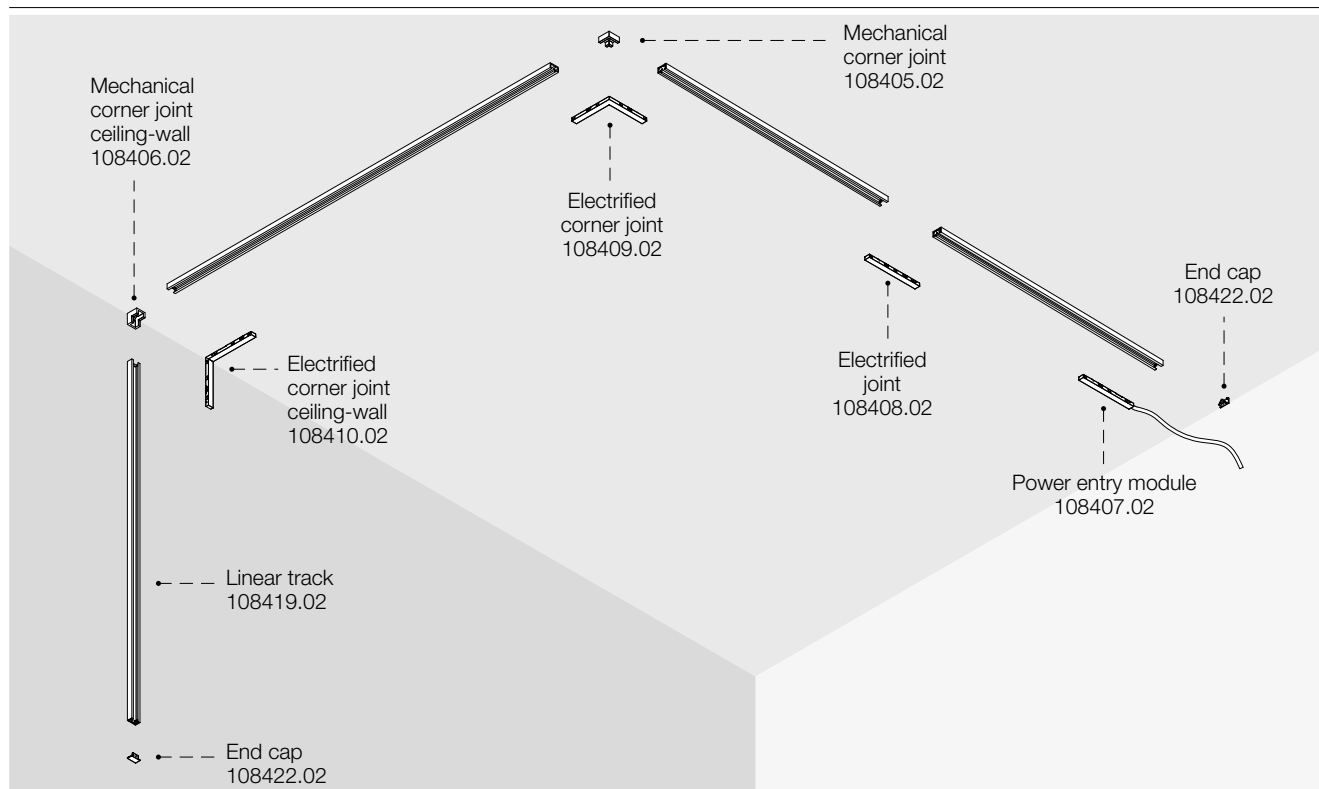 Mechanical
corner joint
108405.02
Mechanical
corner joint
ceiling-wall
108406.02
Electrified
corner joint
108409.02
End cap
108422.02
Electrified
corner joint
ceiling-wall
108410.02
Electrified
joint
108408.02
Power entry module
108407.02
Linear track
108419.02
End cap
108422.02